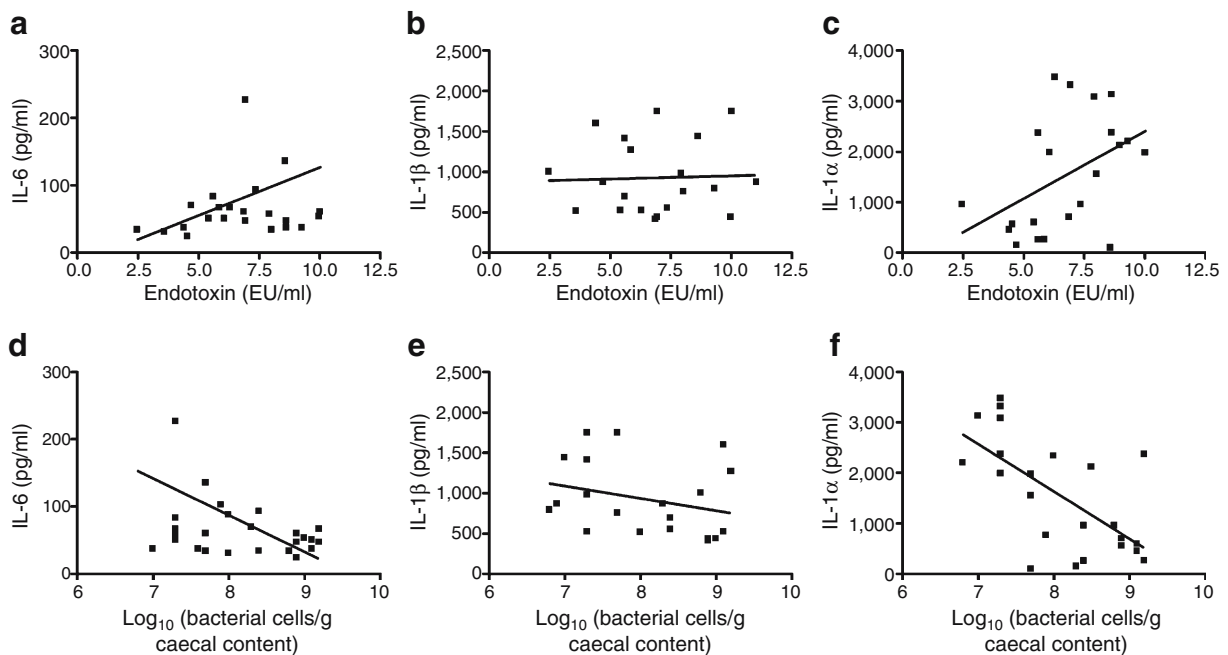 a
IL-6 (pg/ml)
300
200
100
0
0.0 2.5 5.0 7.5 10.0 12.5
Endotoxin (EU/ml)
b
IL-1β (pg/ml)
2,500
2,000
1,500
1,000
500
0
0.0 2.5 5.0 7.5 10.0 12.5
Endotoxin (EU/ml)
c
IL-1α (pg/ml)
4,000
3,000
2,000
1,000
0
0.0 2.5 5.0 7.5 10.0 12.5
Endotoxin (EU/ml)
d
IL-6 (pg/ml)
300
200
100
0
6 7 8 9 10
Log₁₀ (bacterial cells/g
caecal content)
e
IL-1β (pg/ml)
2,500
2,000
1,500
1,000
500
0
6 7 8 9 10
Log₁₀ (bacterial cells/g
caecal content)
f
IL-1α (pg/ml)
4,000
3,000
2,000
1,000
0
6 7 8 9 10
Log₁₀ (bacterial cells/g
caecal content)